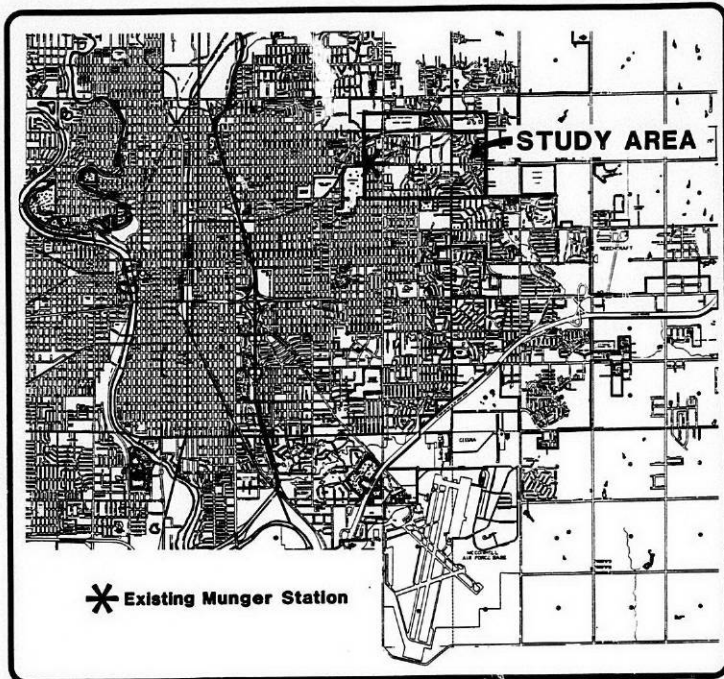 STUDY AREA
BEECHCRAFT
CESSNA
MCCONNELL
AIR FORCE BASE
Existing Munger Station